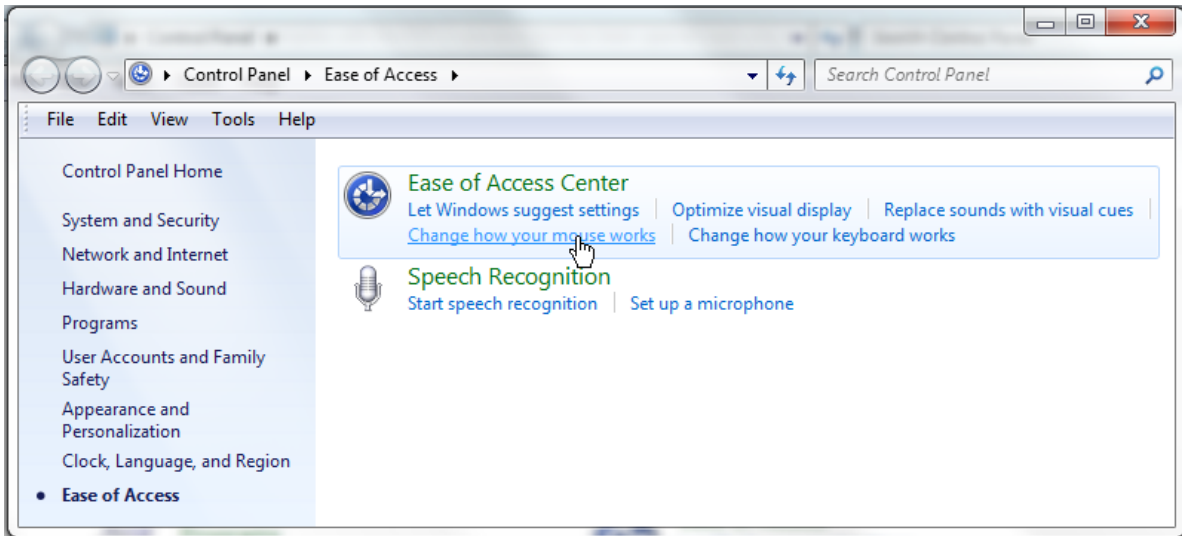 Control Panel Ease of Access
Search Control Panel
File Edit View Tools Help
Control Panel Home
System and Security
Network and Internet
Hardware and Sound
Programs
User Accounts and Family
Safety
Appearance and
Personalization
Clock, Language, and Region
Ease of Access
Ease of Access Center
Let Windows suggest settings
Optimize visual display
Replace sounds with visual cues
Change how your mouse works
Change how your keyboard works
Speech Recognition
Start speech recognition
Set up a microphone